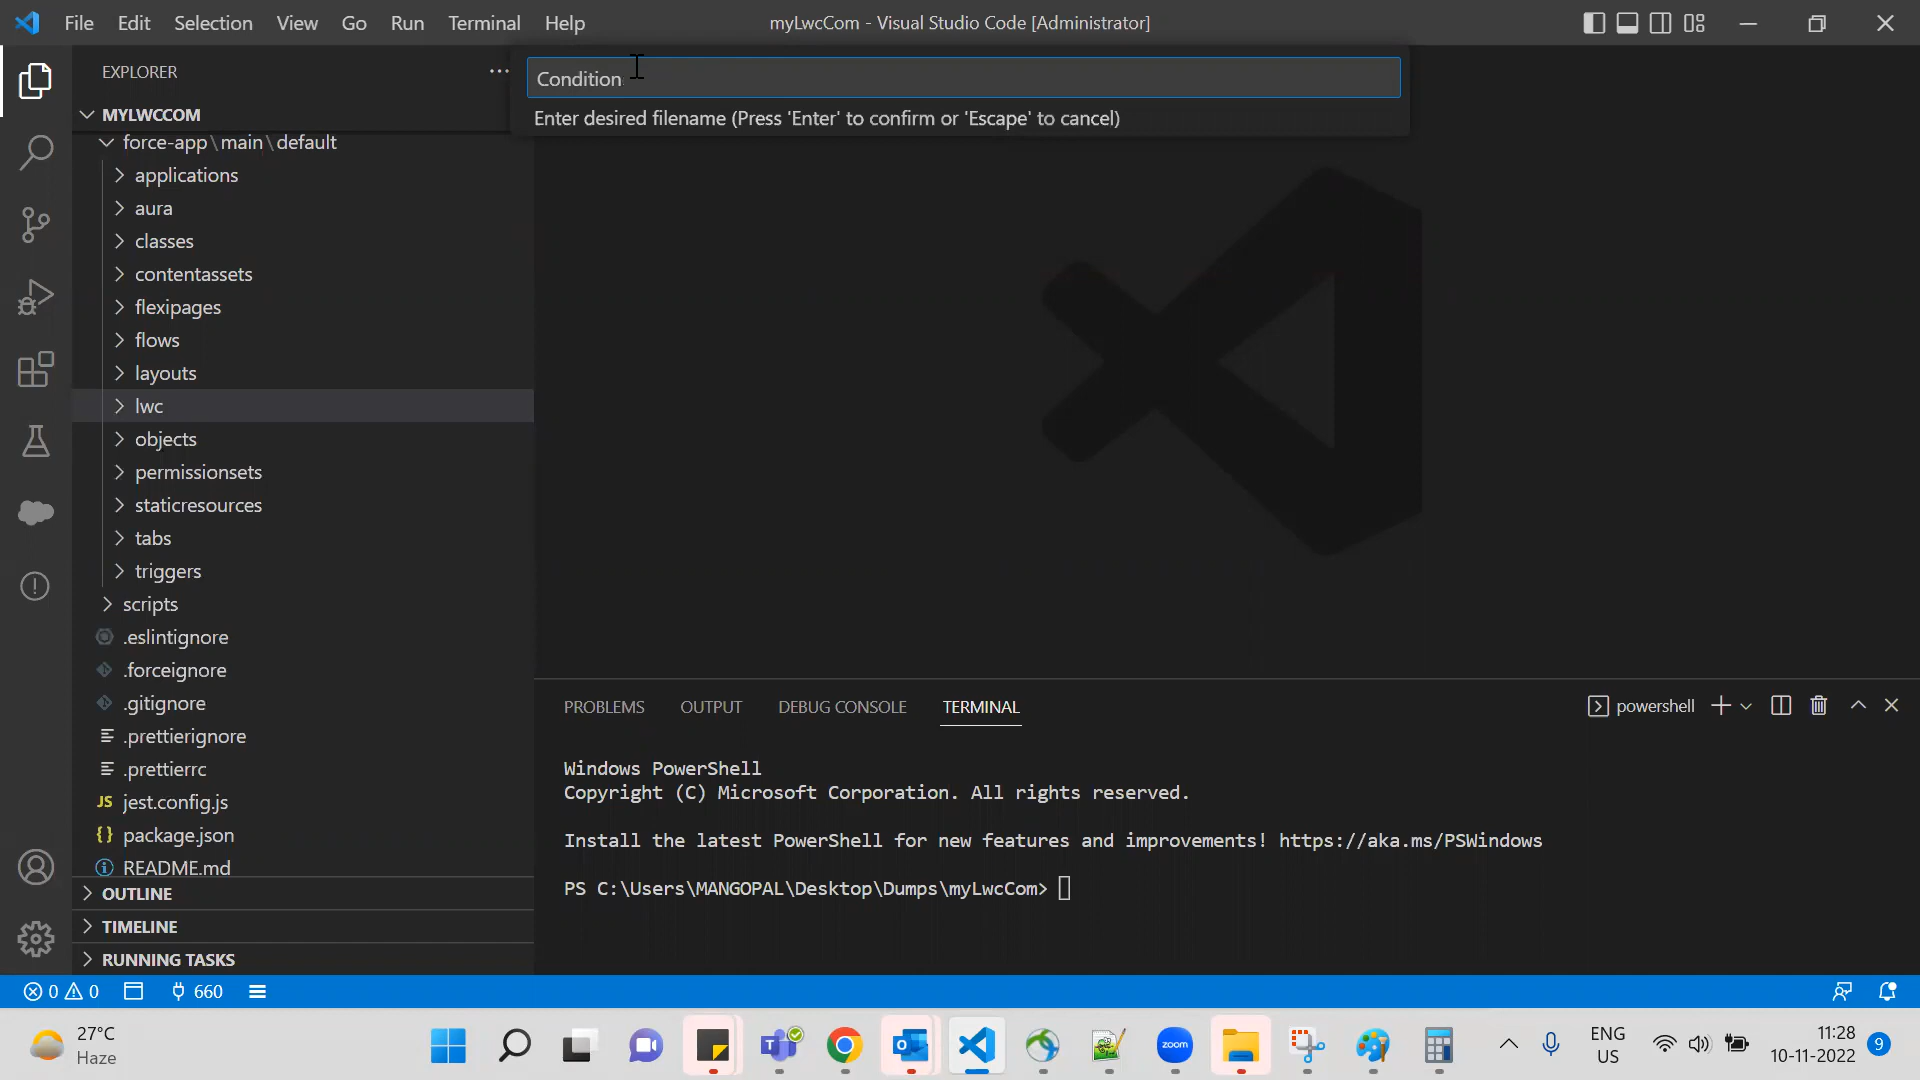 File Edit Selection View Go Run Terminal Help
myLwcCom - Visual Studio Code [Administrator]
EXPLORER
Condition
Enter desired filename (Press 'Enter' to confirm or 'Escape' to cancel)
MYLWCCOM
force-app\main\default
applications
aura
classes
contentassets
flexipages
flows
layouts
lwc
objects
permissionsets
staticresources
tabs
triggers
scripts
.eslintignore
.forceignore
.gitignore
.prettierignore
.prettierrc
JS jest.config.js
{} package.json
README.md
OUTLINE
TIMELINE
RUNNING TASKS
PROBLEMS OUTPUT DEBUG CONSOLE TERMINAL
powershell
Windows PowerShell
Copyright (C) Microsoft Corporation. All rights reserved.
Install the latest PowerShell for new features and improvements! https://aka.ms/PSWindows
PS C:\Users\MANGOPAL\Desktop\Dumps\myLwcCom>
0 0 660
27°C
Haze
zoom
ENG
US
11:28
10-11-2022
9